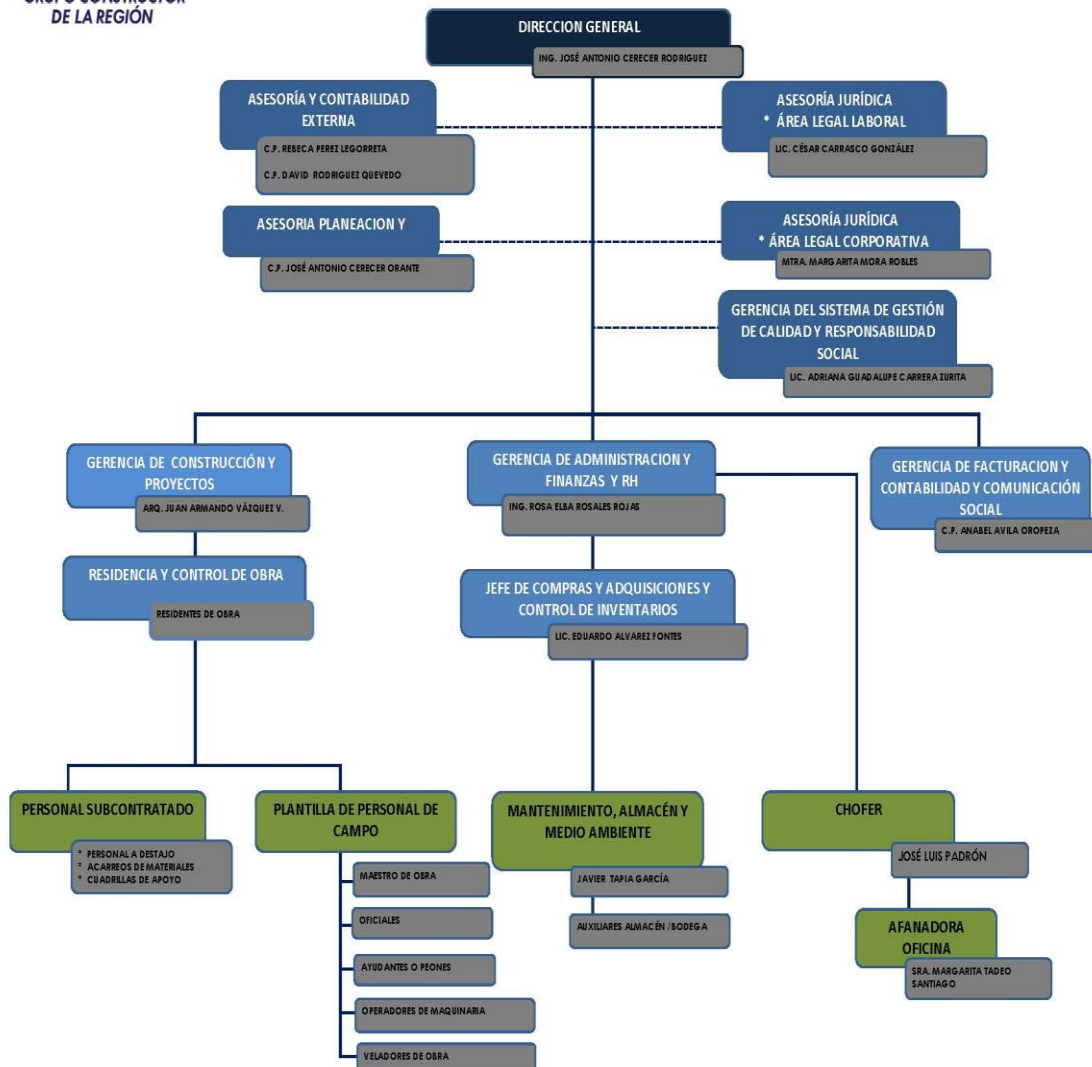 GRUPO CONSTRUCTOR
DE LA REGIÓN
DIRECCION GENERAL
ING. JOSÉ ANTONIO CERECER RODRIGUEZ
ASESORÍA Y CONTABILIDAD
EXTERNA
C.P. REBECA PEREZ LEGORRETA
C.P. DAVID RODRIGUEZ QUEVEDO
ASESORÍA JURÍDICA
* ÁREA LEGAL LABORAL
LIC. CÉSAR CARRASCO GONZÁLEZ
ASESORIA PLANEACION Y
C.P. JOSÉ ANTONIO CERECER ORANTE
ASESORÍA JURÍDICA
* ÁREA LEGAL CORPORATIVA
MTRA. MARGARITA MORA ROBLES
GERENCIA DEL SISTEMA DE GESTIÓN
DE CALIDAD Y RESPONSABILIDAD
SOCIAL
LIC. ADRIANA GUADALUPE CARRERA ZURITA
GERENCIA DE CONSTRUCCIÓN Y
PROYECTOS
ARQ. JUAN ARMANDO VÁZQUEZ V.
GERENCIA DE ADMINISTRACION Y
FINANZAS Y RH
ING. ROSA ELBA ROSALES ROJAS
GERENCIA DE FACTURACION Y
CONTABILIDAD Y COMUNICACIÓN
SOCIAL
C.P. ANABEL AVILA OROPEZA
RESIDENCIA Y CONTROL DE OBRA
RESIDENTES DE OBRA
JEFE DE COMPRAS Y ADQUISICIONES Y
CONTROL DE INVENTARIOS
LIC. EDUARDO ALVAREZ FONTES
PERSONAL SUBCONTRATADO
* PERSONAL A DESTAJO
* ACARREOS DE MATERIALES
* CUADRILLAS DE APOYO
PLANTILLA DE PERSONAL DE
CAMPO
MAESTRO DE OBRA
OFICIALES
AYUDANTES O PEONES
OPERADORES DE MAQUINARIA
VELADORES DE OBRA
MANTENIMIENTO, ALMACÉN Y
MEDIO AMBIENTE
JAVIER TAPIA GARCÍA
AUXILIARES ALMACÉN /BODEGA
CHOFER
JOSÉ LUIS PADRÓN
AFANADORA
OFICINA
SRA. MARGARITA TADEO
SANTIAGO